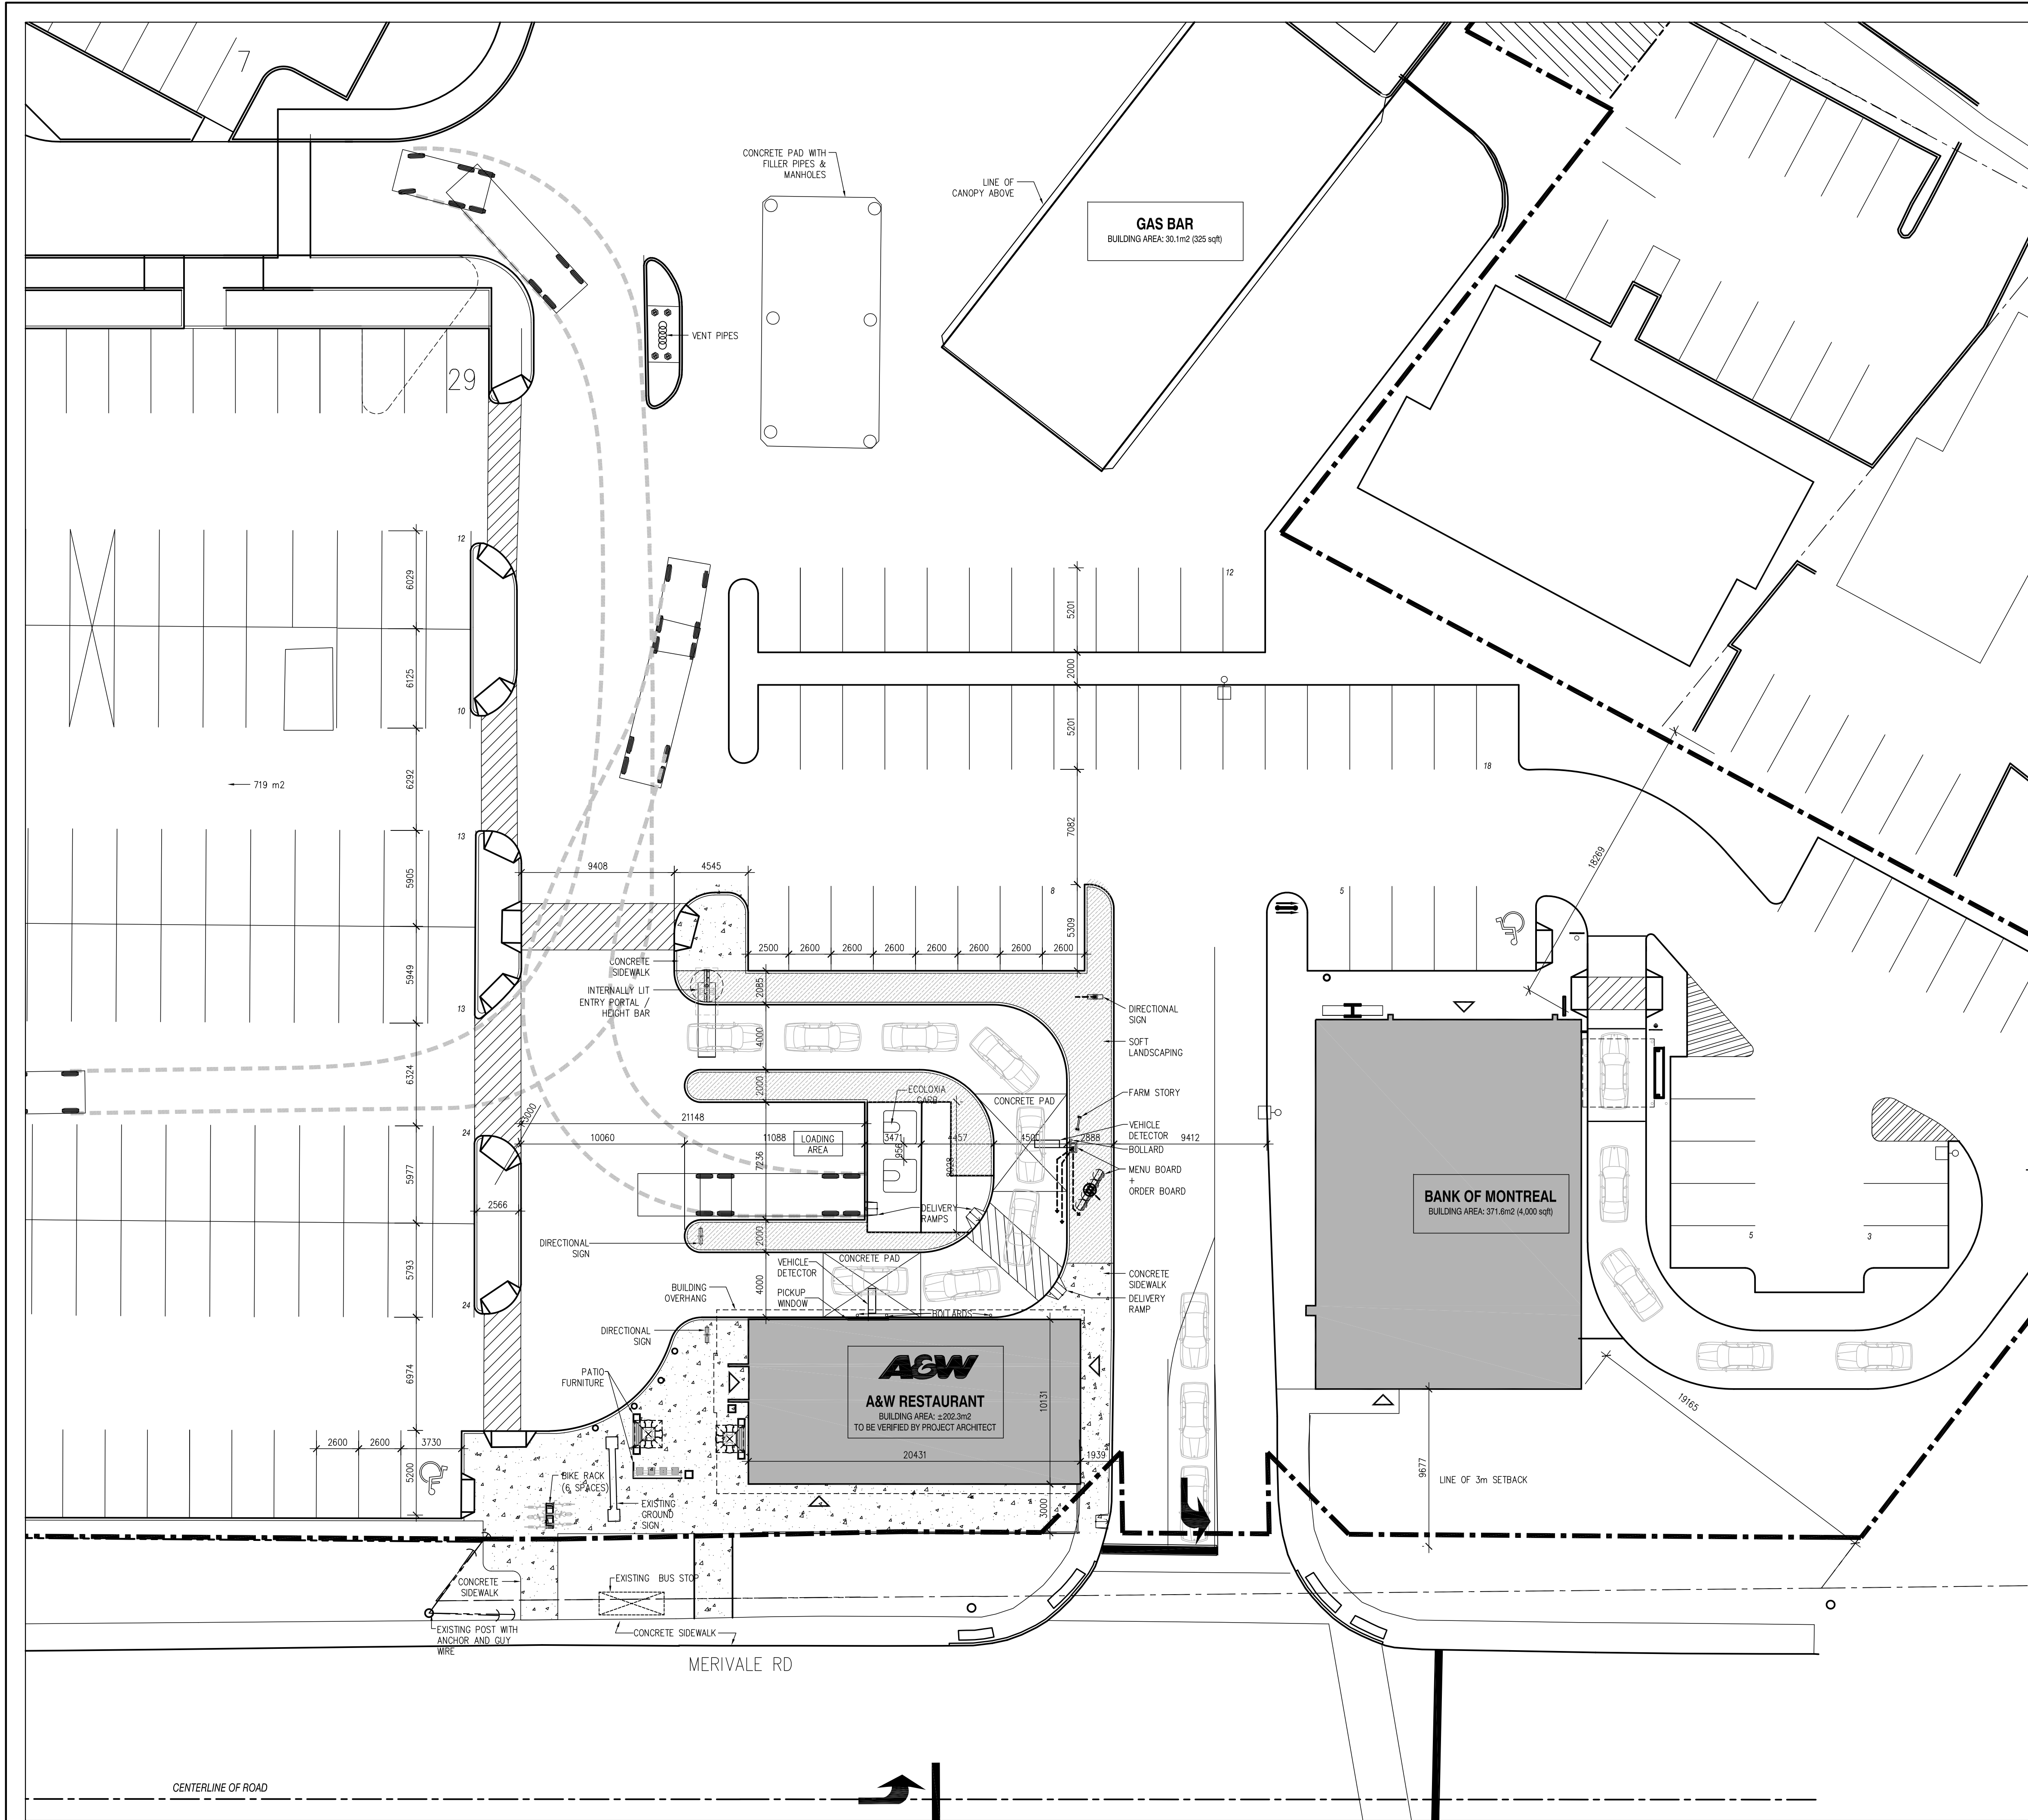 7
CONCRETE PAD WITH
FILLER PIPES &
MANHOLES
LINE OF
CANOPY ABOVE
GAS BAR
BUILDING AREA: 30.1m2 (325 sqft)
VENT PIPES
29
12
6029
6125
10
12
5201
2000
5201
18
719 m2
6292
7082
18269
13
5905
9408
4545
8
5
5309
2500
2600
2600
2600
2600
2600
2600
2600
5949
13
CONCRETE
SIDEWALK
INTERNALLY LIT
ENTRY PORTAL /
HEIGHT BAR
2085
4000
DIRECTIONAL
SIGN
SOFT
LANDSCAPING
6324
2000
ECOLOXIA
CARB
CONCRETE PAD
FARM STORY
3000
21148
24
10060
11088
LOADING
AREA
3471
4457
4500
2888
9412
VEHICLE
DETECTOR
BOLLARD
MENU BOARD
+
ORDER BOARD
7236
956
8028
5977
2566
DELIVERY
RAMPS
BANK OF MONTREAL
BUILDING AREA: 371.6m2 (4,000 sqft)
5
3
2000
DIRECTIONAL
SIGN
VEHICLE
DETECTOR
CONCRETE PAD
5793
24
4000
BUILDING
OVERHANG
PICKUP
WINDOW
BOLLARDS
CONCRETE
SIDEWALK
DELIVERY
RAMP
DIRECTIONAL
SIGN
6974
PATIO
FURNITURE
A&W
A&W RESTAURANT
BUILDING AREA: ±202.3m2
TO BE VERIFIED BY PROJECT ARCHITECT
10131
19165
2600
2600
3730
5200
20431
1939
9677
LINE OF 3m SETBACK
BIKE RACK
(6 SPACES)
EXISTING
GROUND
SIGN
3000
CONCRETE
SIDEWALK
EXISTING BUS STOP
EXISTING POST WITH
ANCHOR AND GUY
WIRE
CONCRETE SIDEWALK
MERIVALE RD
CENTERLINE OF ROAD